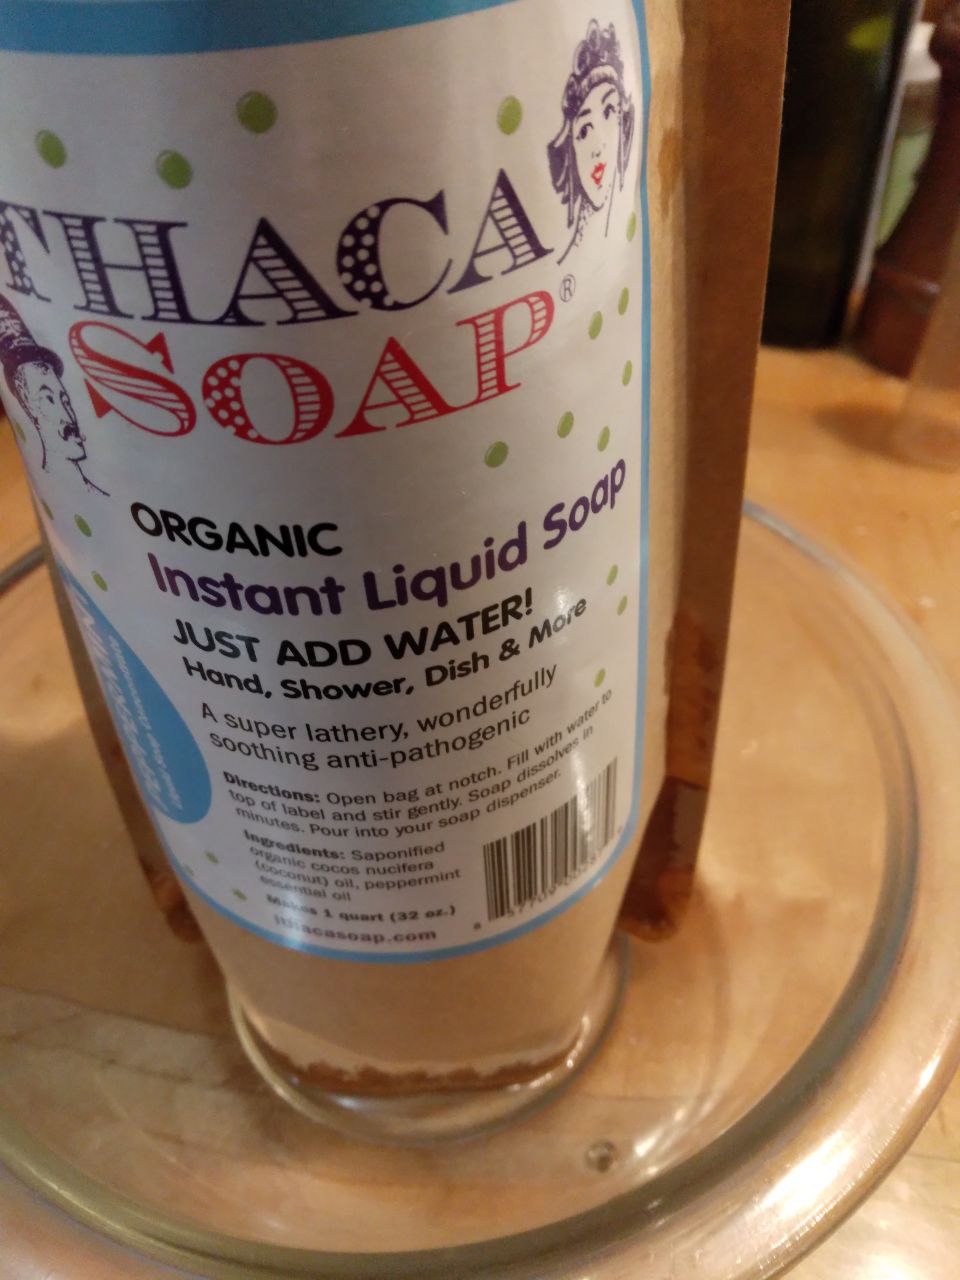 THACA
SOAP®
ORGANIC
Instant Liquid Soap
JUST ADD WATER!
Hand, Shower, Dish & More
A super lathery, wonderfully
soothing anti-pathogenic
Directions: Open bag at notch. Fill with water to
top of label and stir gently. Soap dissolves in
minutes. Pour into your soap dispenser.
Ingredients: Saponified
organic cocos nucifera
(coconut) oil, peppermint
essential oil
Makes 1 quart (32 oz.)
ithacasoap.com
PEPPERMINT